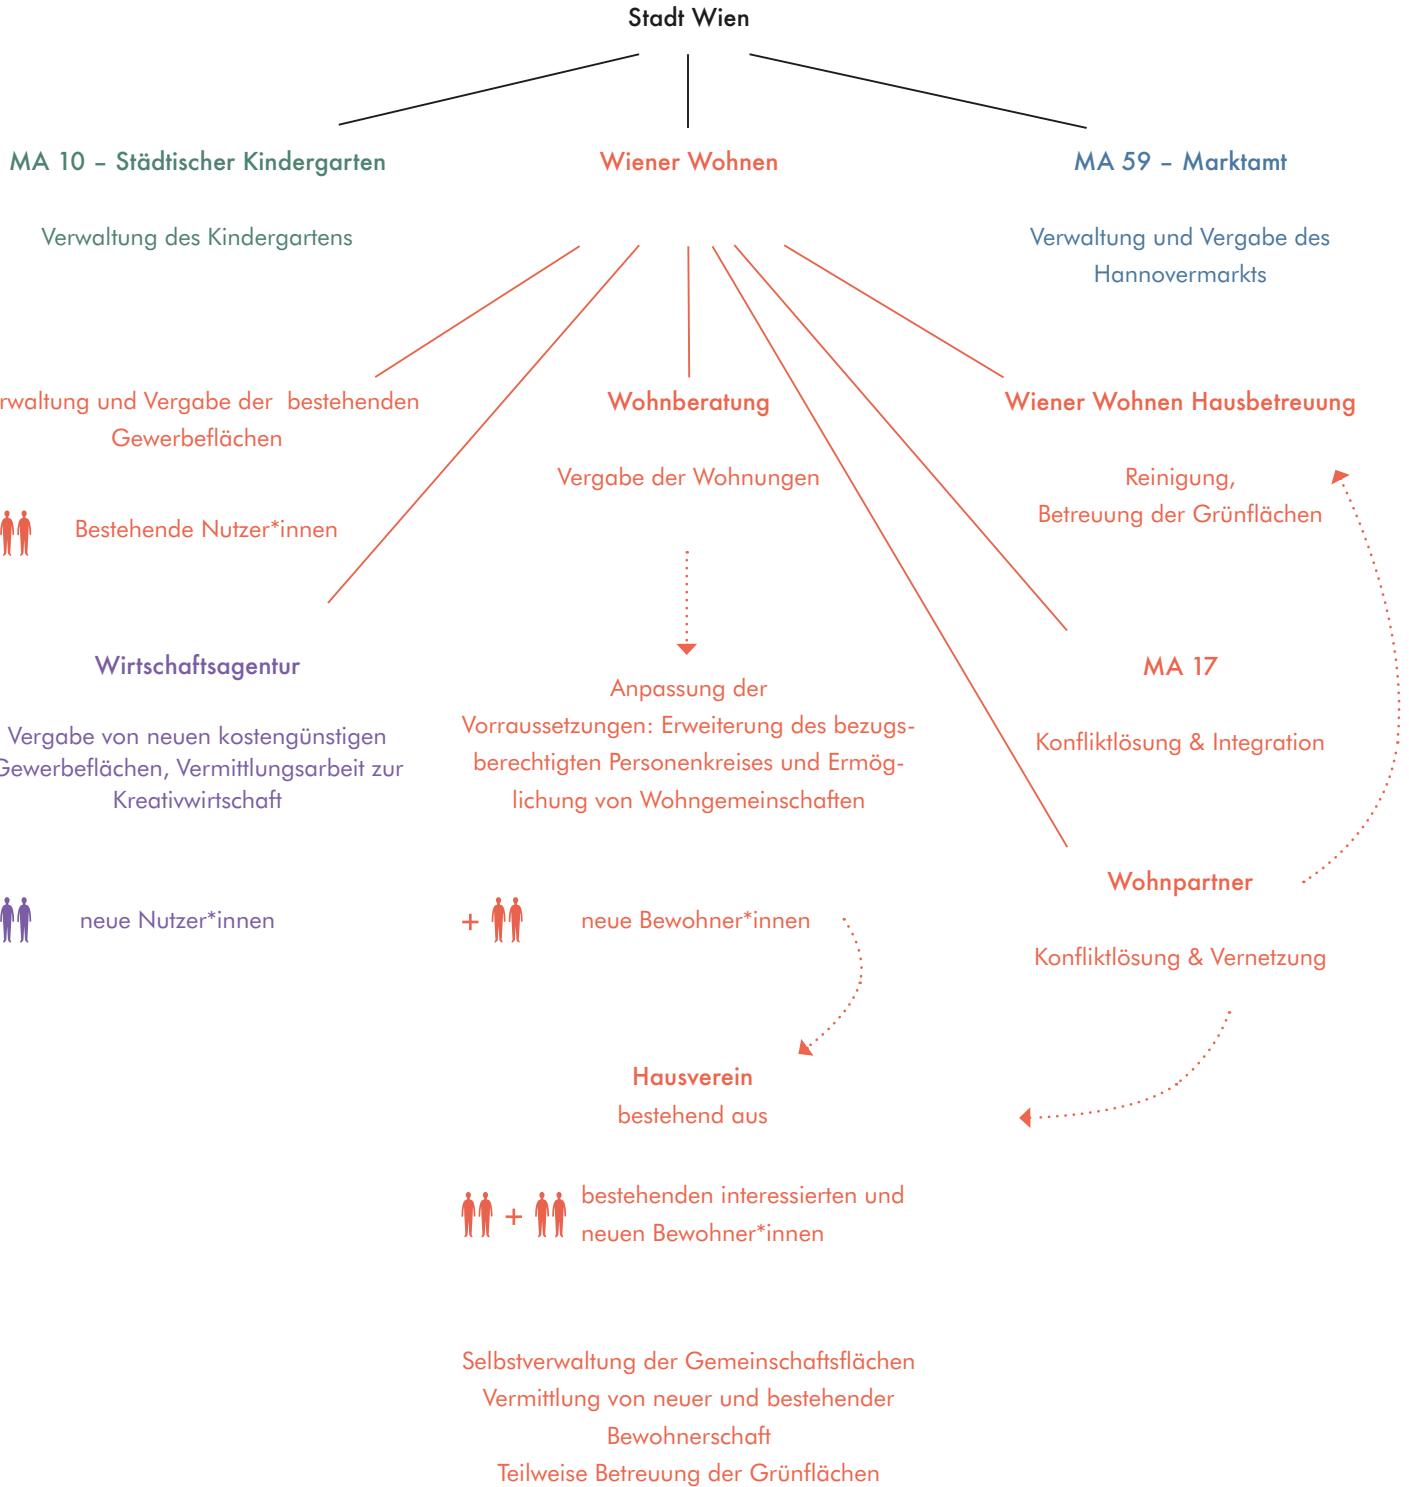 Stadt Wien
MA 10 – Städtischer Kindergarten
Verwaltung des Kindergartens
Wiener Wohnen
MA 59 – Marktamt
Verwaltung und Vergabe des
Hannovermarkts
rwaltung und Vergabe der bestehenden
Gewerbeflächen
Bestehende Nutzer*innen
Wohnberatung
Vergabe der Wohnungen
Wiener Wohnen Hausbetreuung
Reinigung,
Betreuung der Grünflächen
Wirtschaftsagentur
Vergabe von neuen kostengünstigen
Gewerbeflächen, Vermittlungsarbeit zur
Kreativwirtschaft
neue Nutzer*innen
Anpassung der
Vorraussetzungen: Erweiterung des bezugs-
berechtigten Personenkreises und Ermög-
lichung von Wohngemeinschaften
+ neue Bewohner*innen
MA 17
Konfliktlösung & Integration
Wohnpartner
Konfliktlösung & Vernetzung
Hausverein
bestehend aus
+ bestehenden interessierten und
neuen Bewohner*innen
Selbstverwaltung der Gemeinschaftsflächen
Vermittlung von neuer und bestehender
Bewohnerschaft
Teilweise Betreuung der Grünflächen